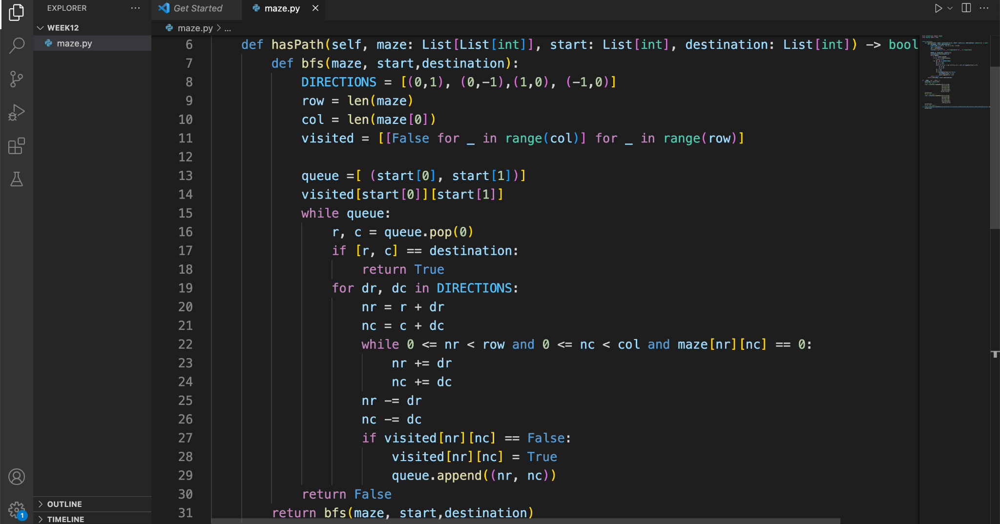 EXPLORER
WEEK12
maze.py
Get Started
maze.py
maze.py > ...
6 def hasPath(self, maze: List[List[int]], start: List[int], destination: List[int]) -> bool
7 def bfs(maze, start,destination):
8 DIRECTIONS = [(0,1), (0,-1),(1,0), (-1,0)]
9 row = len(maze)
10 col = len(maze[0])
11 visited = [[False for _ in range(col)] for _ in range(row)]
12
13 queue =[ (start[0], start[1])]
14 visited[start[0]][start[1]]
15 while queue:
16 r, c = queue.pop(0)
17 if [r, c] == destination:
18 return True
19 for dr, dc in DIRECTIONS:
20 nr = r + dr
21 nc = c + dc
22 while 0 <= nr < row and 0 <= nc < col and maze[nr][nc] == 0:
23 nr += dr
24 nc += dc
25 nr -= dr
26 nc -= dc
27 if visited[nr][nc] == False:
28 visited[nr][nc] = True
29 queue.append((nr, nc))
30 return False
31 return bfs(maze, start,destination)
OUTLINE
TIMELINE
1